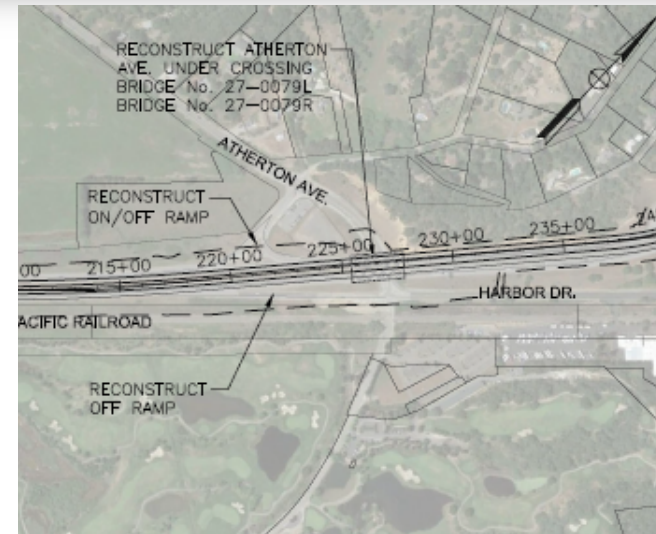 RECONSTRUCT ATHERTON
AVE. UNDER CROSSING
BRIDGE No. 27-0079L
BRIDGE No. 27-0079R
ATHERTON AVE.
RECONSTRUCT
ON/OFF RAMP
00
215+00
220+00
225+00
230+00
235+00
HARBOR DR.
ACIFIC RAILROAD
RECONSTRUCT
OFF RAMP